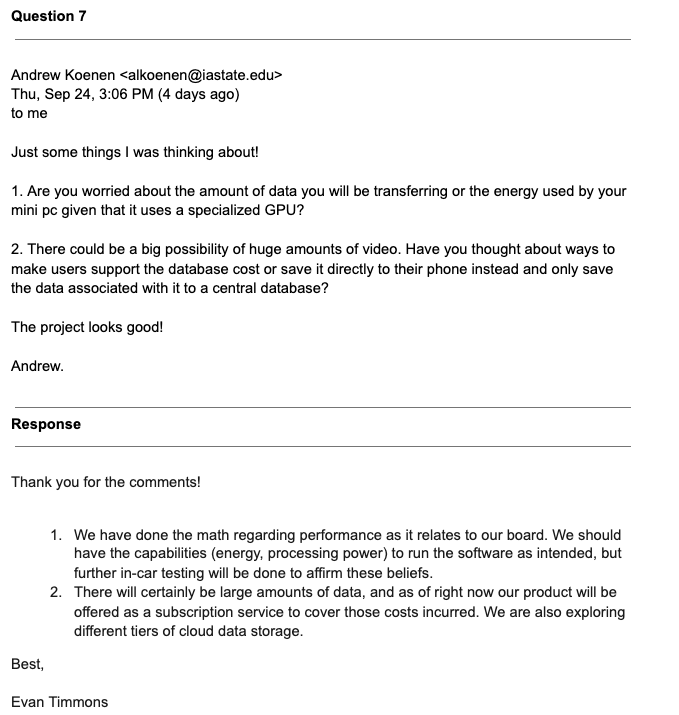 Question 7
Andrew Koenen <alkoenen@iastate.edu>
Thu, Sep 24, 3:06 PM (4 days ago)
to me
Just some things I was thinking about!
1. Are you worried about the amount of data you will be transferring or the energy used by your
mini pc given that it uses a specialized GPU?
2. There could be a big possibility of huge amounts of video. Have you thought about ways to
make users support the database cost or save it directly to their phone instead and only save
the data associated with it to a central database?
The project looks good!
Andrew.
Response
Thank you for the comments!
1. We have done the math regarding performance as it relates to our board. We should
have the capabilities (energy, processing power) to run the software as intended, but
further in-car testing will be done to affirm these beliefs.
2. There will certainly be large amounts of data, and as of right now our product will be
offered as a subscription service to cover those costs incurred. We are also exploring
different tiers of cloud data storage.
Best,
Evan Timmons